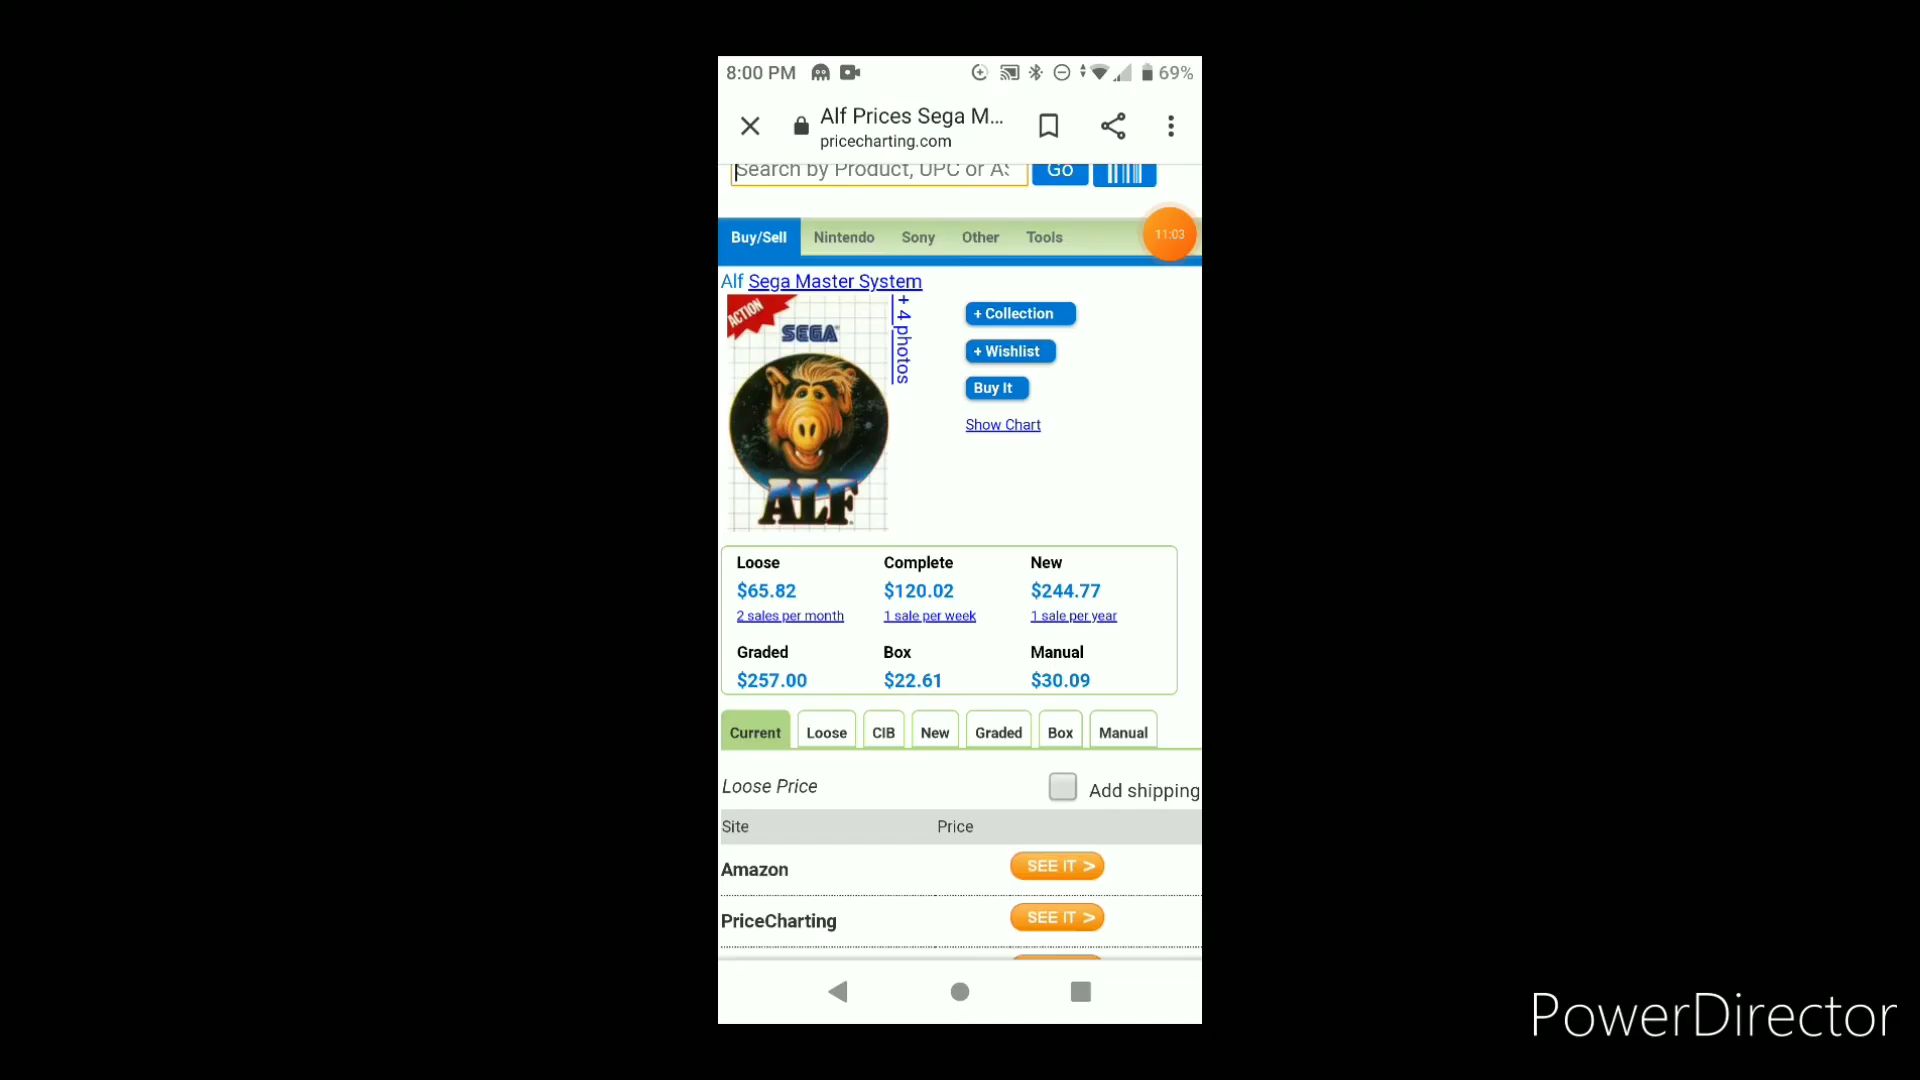 8:00 PM 69%
Alf Prices Sega M...
pricecharting.com
Search by Product, UPC or As
Go
Buy/Sell Nintendo Sony Other Tools
11:03
Alf Sega Master System
+ 4 photos
ACTION
SEGA
ALF
+ Collection
+ Wishlist
Buy It
Show Chart
Loose Complete New
$65.82 $120.02 $244.77
2 sales per month 1 sale per week 1 sale per year
Graded Box Manual
$257.00 $22.61 $30.09
Current Loose CIB New Graded Box Manual
Loose Price Add shipping
Site Price
Amazon SEE IT >
PriceCharting SEE IT >
PowerDirector